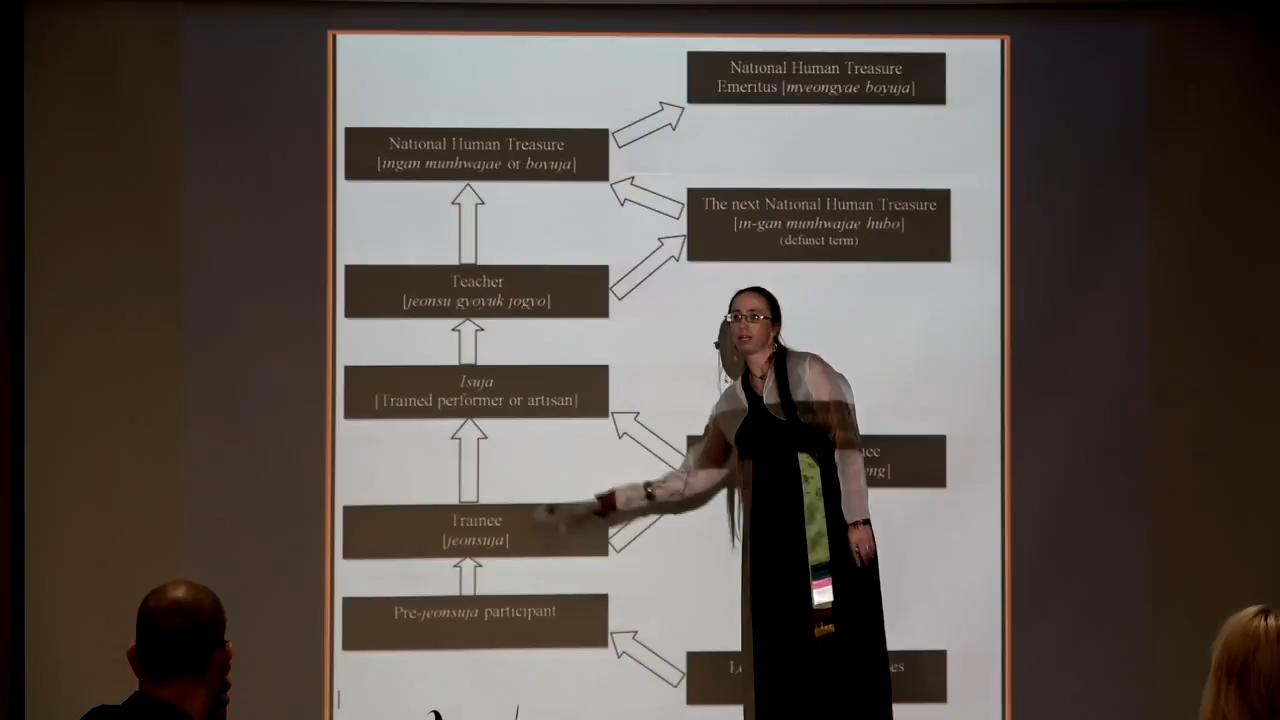 National Human Treasure
Emeritus [myeongyae boyuja]
National Human Treasure
[ingan munhwajae or boyuja]
The next National Human Treasure
[in-gan munhwajae hubo]
(defunct term)
Teacher
[jeonsu gyoyuk jogyo]
Isuja
[Trained performer or artisan]
Trainee
[jeonsuja]
Pre-jeonsuja participant